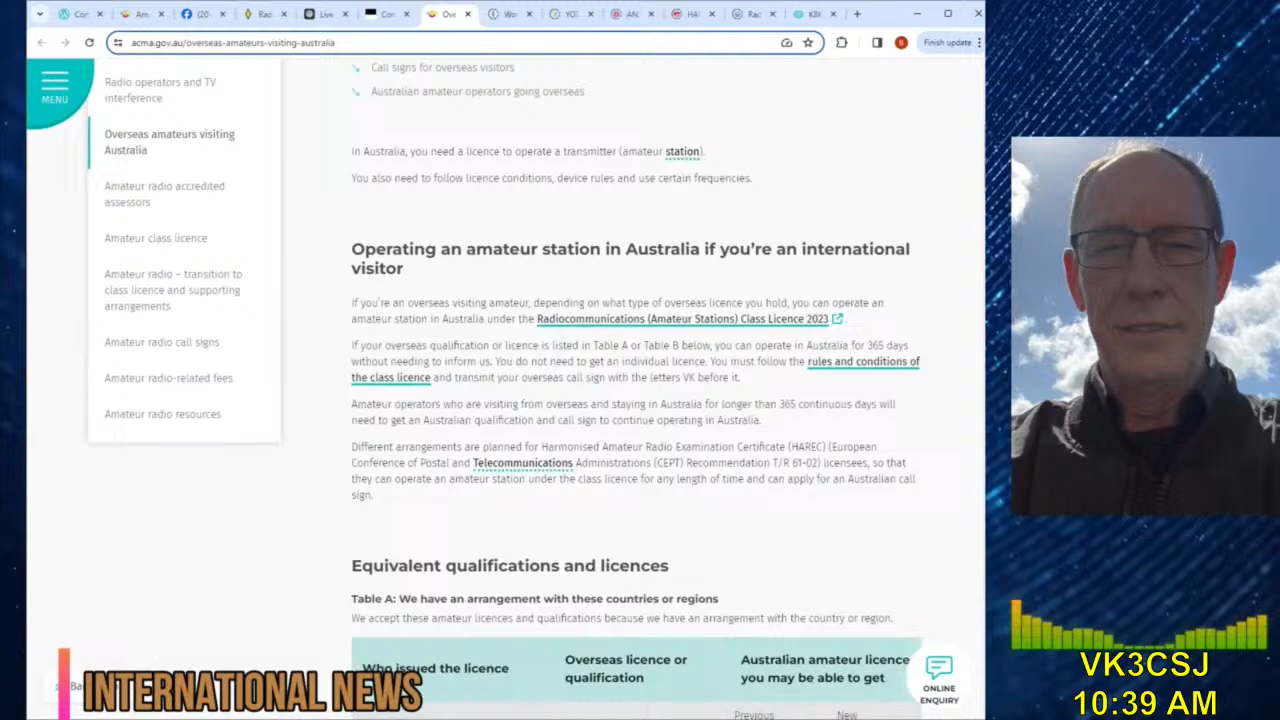 Con
Am
(20
Rad
Live
Con
Ove
Wo
YOT
AN
HAI
Rac
KB
acma.gov.au/overseas-amateurs-visiting-australia
B
Finish update
MENU
Radio operators and TV
interference
Overseas amateurs visiting
Australia
Amateur radio accredited
assessors
Amateur class licence
Amateur radio – transition to
class licence and supporting
arrangements
Amateur radio call signs
Amateur radio-related fees
Amateur radio resources
Call signs for overseas visitors
Australian amateur operators going overseas
In Australia, you need a licence to operate a transmitter (amateur station).
You also need to follow licence conditions, device rules and use certain frequencies.
Operating an amateur station in Australia if you’re an international
visitor
If you’re an overseas visiting amateur, depending on what type of overseas licence you hold, you can operate an
amateur station in Australia under the Radiocommunications (Amateur Stations) Class Licence 2023 .
If your overseas qualification or licence is listed in Table A or Table B below, you can operate in Australia for 365 days
without needing to inform us. You do not need to get an individual licence. You must follow the rules and conditions of
the class licence and transmit your overseas call sign with the letters VK before it.
Amateur operators who are visiting from overseas and staying in Australia for longer than 365 continuous days will
need to get an Australian qualification and call sign to continue operating in Australia.
Different arrangements are planned for Harmonised Amateur Radio Examination Certificate (HAREC) (European
Conference of Postal and Telecommunications Administrations (CEPT) Recommendation T/R 61-02) licensees, so that
they can operate an amateur station under the class licence for any length of time and can apply for an Australian call
sign.
Equivalent qualifications and licences
Table A: We have an arrangement with these countries or regions
We accept these amateur licences and qualifications because we have an arrangement with the country or region.
Who issued the licence
Overseas licence or
qualification
Australian amateur licence
you may be able to get
Previous New
ONLINE
ENQUIRY
Ba
INTERNATIONAL NEWS
VK3CSJ
10:39 AM